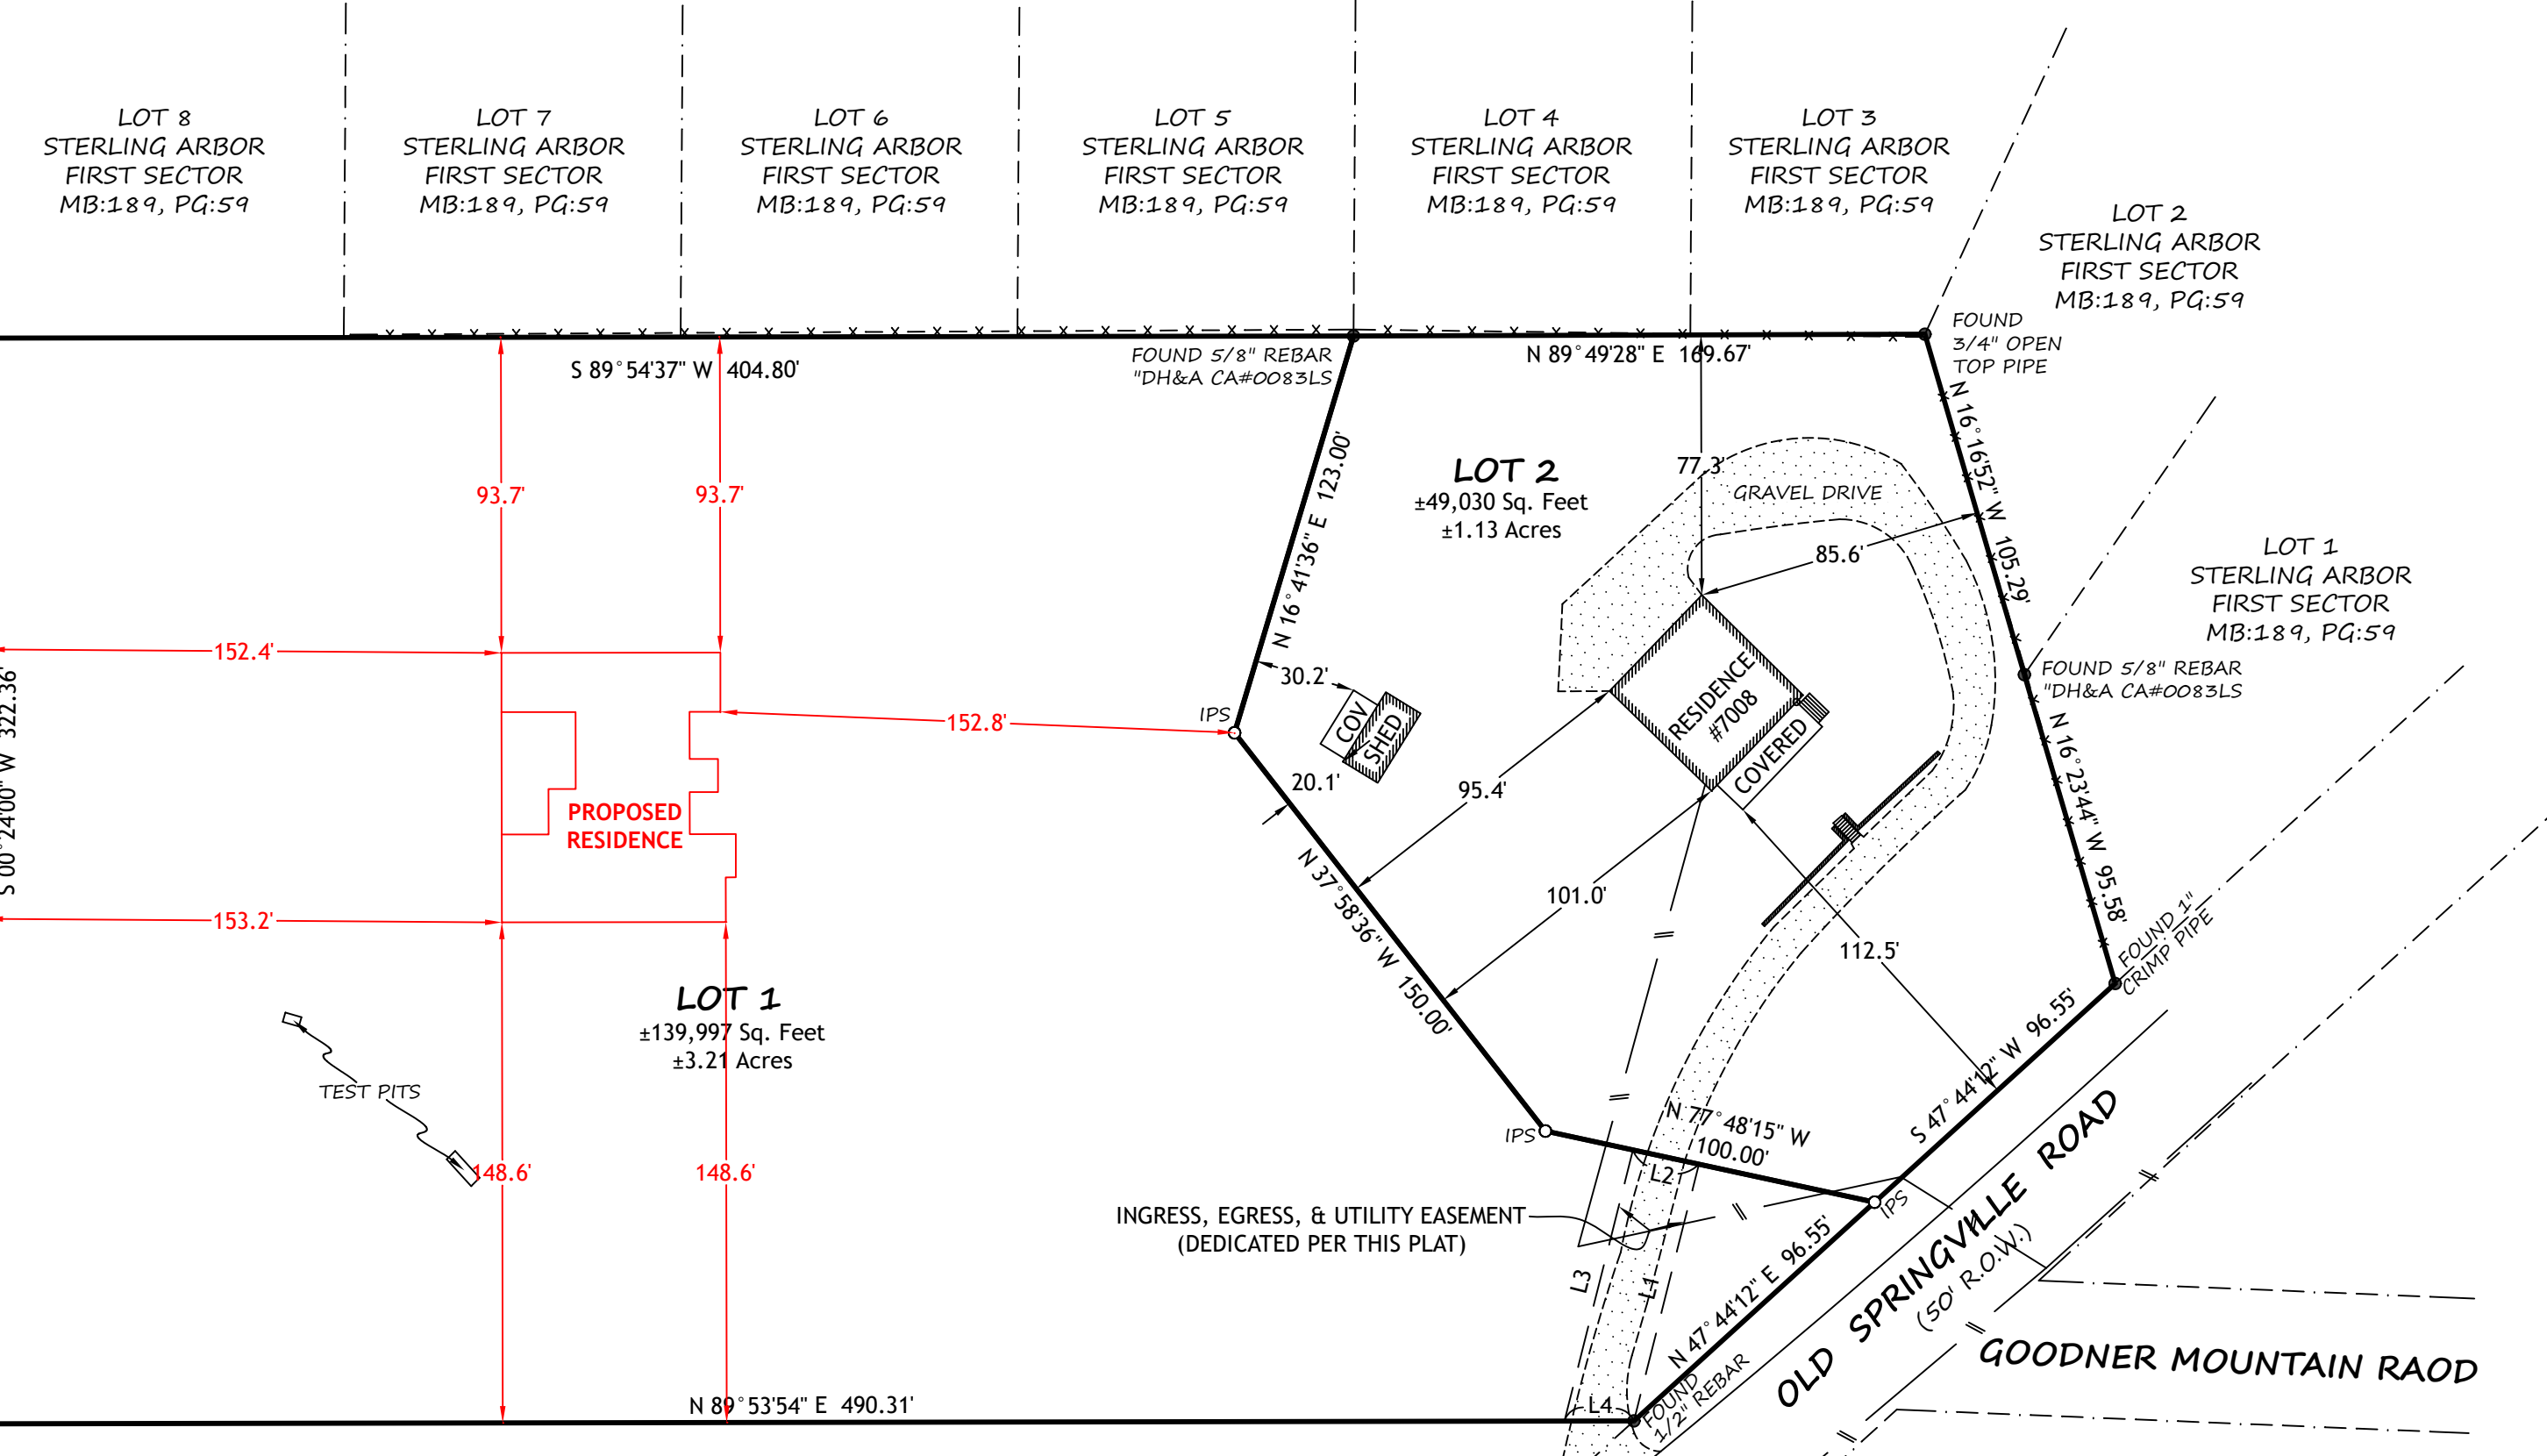 LOT 8
STERLING ARBOR
FIRST SECTOR
MB:189, PG:59
LOT 7
STERLING ARBOR
FIRST SECTOR
MB:189, PG:59
LOT 6
STERLING ARBOR
FIRST SECTOR
MB:189, PG:59
LOT 5
STERLING ARBOR
FIRST SECTOR
MB:189, PG:59
LOT 4
STERLING ARBOR
FIRST SECTOR
MB:189, PG:59
LOT 3
STERLING ARBOR
FIRST SECTOR
MB:189, PG:59
LOT 2
STERLING ARBOR
FIRST SECTOR
MB:189, PG:59
FOUND
3/4" OPEN
TOP PIPE
S 89°54'37" W 404.80'
FOUND 5/8" REBAR
"DH&A CA#0083LS
N 89°49'28" E 169.67'
N 16°16'52" W 105.29'
93.7'
93.7'
N 16°41'36" E 123.00'
LOT 2
±49,030 Sq. Feet
±1.13 Acres
77.3'
GRAVEL DRIVE
85.6'
LOT 1
STERLING ARBOR
FIRST SECTOR
MB:189, PG:59
FOUND 5/8" REBAR
"DH&A CA#0083LS
152.4'
S 00°24'00" W 322.36'
152.8'
IPS
30.2'
COV
SHED
20.1'
RESIDENCE
#7008
COVERED
95.4'
101.0'
112.5'
N 16°23'44" W 95.58'
PROPOSED
RESIDENCE
153.2'
N 37°58'36" W 150.00'
FOUND 1"
CRIMP PIPE
LOT 1
±139,997 Sq. Feet
±3.21 Acres
TEST PITS
148.6'
148.6'
S 47°44'12" W 96.55'
IPS
N 77°48'15" W
100.00'
L2
IPS
INGRESS, EGRESS, & UTILITY EASEMENT
(DEDICATED PER THIS PLAT)
L3
L1
N 47°44'12" E 96.55'
OLD SPRINGVILLE ROAD
(50' R.O.W.)
GOODNER MOUNTAIN RAOD
FOUND
1/2" REBAR
N 89°53'54" E 490.31'
L4